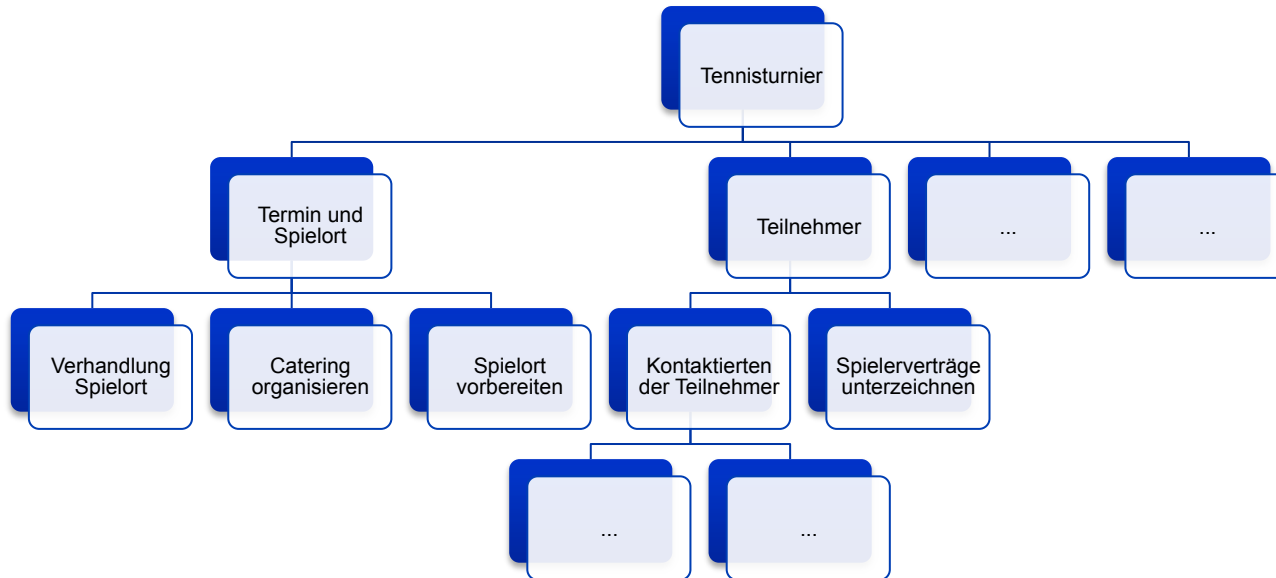 Tennisturnier
Termin und
Spielort
Teilnehmer
...
...
Verhandlung
Spielort
Catering
organisieren
Spielort
vorbereiten
Kontaktierten
der Teilnehmer
Spielerverträge
unterzeichnen
...
...